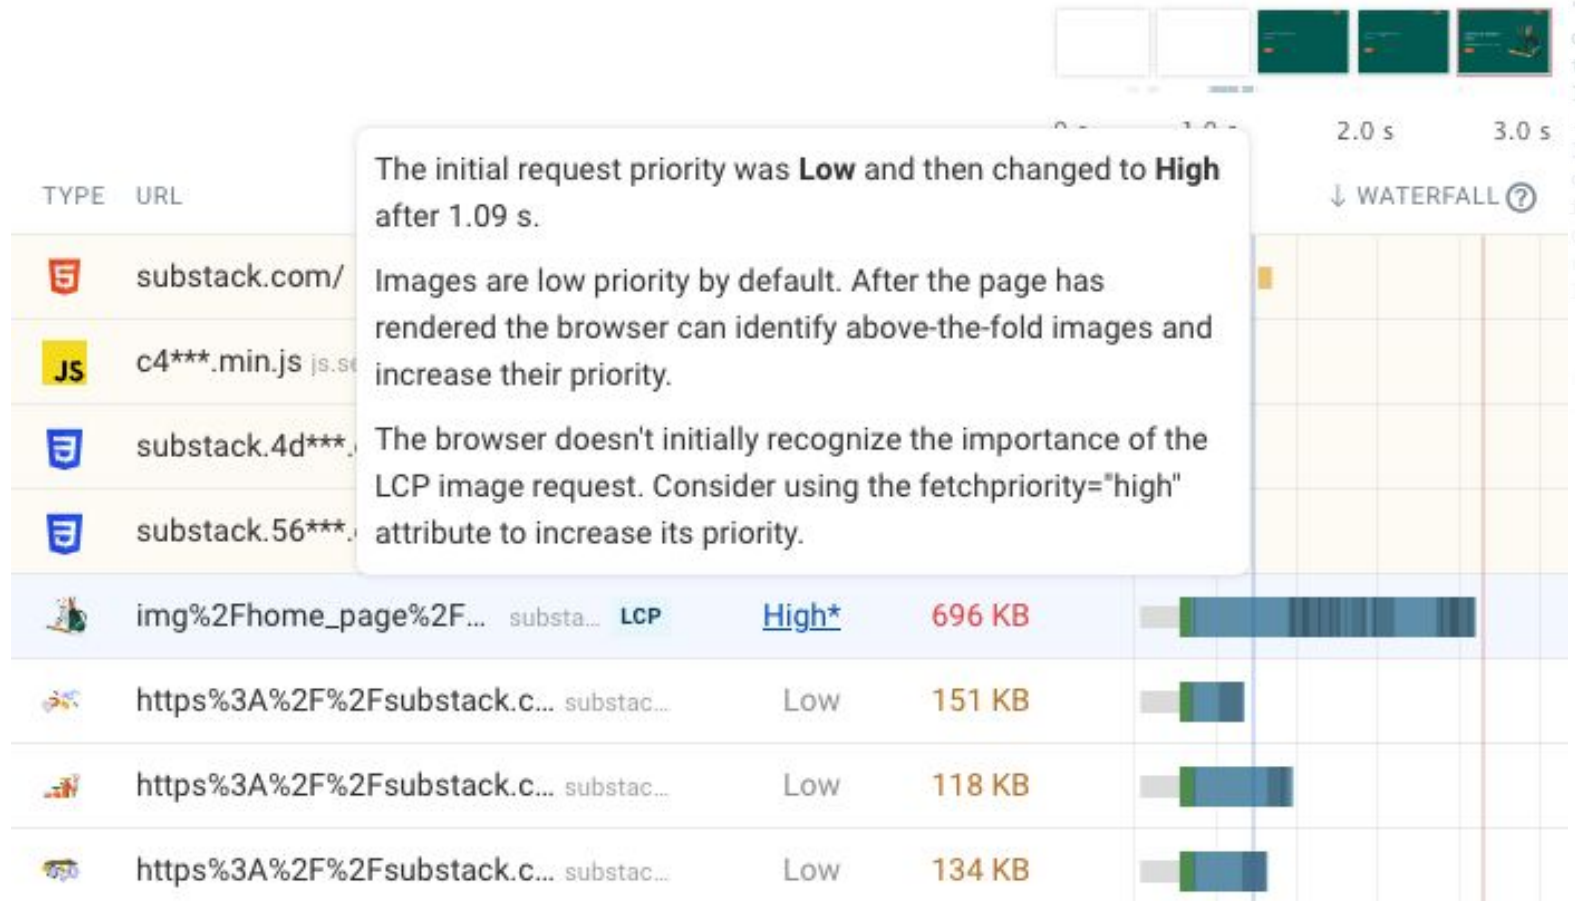 2.0 s
3.0 s
The initial request priority was Low and then changed to High
after 1.09 s.
TYPE URL
↓ WATERFALL ?
substack.com/
Images are low priority by default. After the page has
rendered the browser can identify above-the-fold images and
increase their priority.
JS c4***.min.js js.se
The browser doesn't initially recognize the importance of the
LCP image request. Consider using the fetchpriority="high"
attribute to increase its priority.
substack.4d***.
substack.56***.
img%2Fhome_page%2F... substa... LCP High* 696 KB
https%3A%2F%2Fsubstack.c... substac... Low 151 KB
https%3A%2F%2Fsubstack.c... substac... Low 118 KB
https%3A%2F%2Fsubstack.c... substac... Low 134 KB